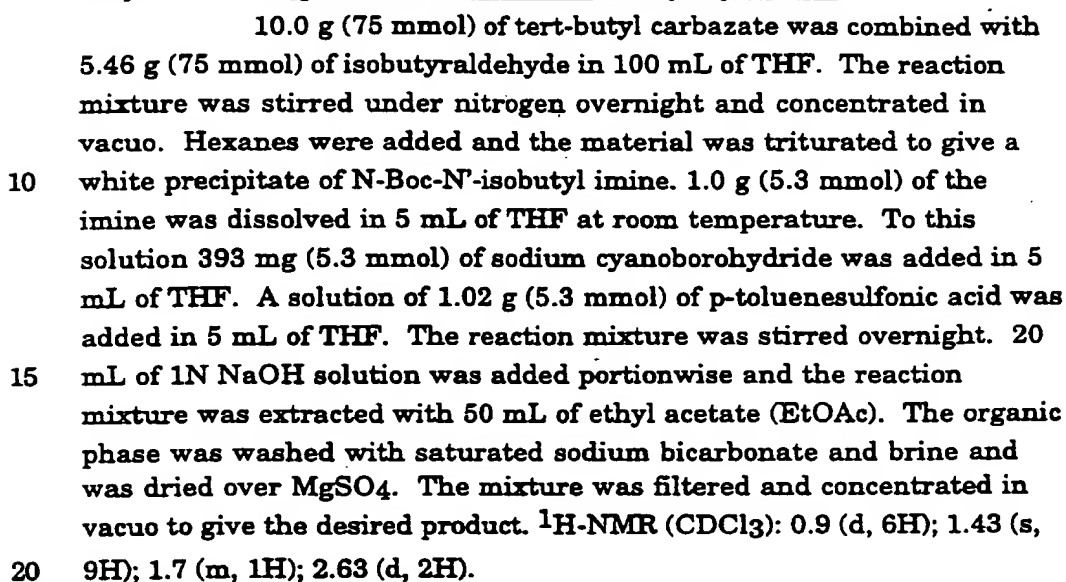 10.0 g (75 mmol) of tert-butyl carbazate was combined with
5.46 g (75 mmol) of isobutyraldehyde in 100 mL of THF. The reaction
mixture was stirred under nitrogen overnight and concentrated in
vacuo. Hexanes were added and the material was triturated to give a
10 white precipitate of N-Boc-N'-isobutyl imine. 1.0 g (5.3 mmol) of the
imine was dissolved in 5 mL of THF at room temperature. To this
solution 393 mg (5.3 mmol) of sodium cyanoborohydride was added in 5
mL of THF. A solution of 1.02 g (5.3 mmol) of p-toluenesulfonic acid was
added in 5 mL of THF. The reaction mixture was stirred overnight. 20
15 mL of 1N NaOH solution was added portionwise and the reaction
mixture was extracted with 50 mL of ethyl acetate (EtOAc). The organic
phase was washed with saturated sodium bicarbonate and brine and
was dried over MgSO4. The mixture was filtered and concentrated in
vacuo to give the desired product. 1H-NMR (CDCl3): 0.9 (d, 6H); 1.43 (s,
20 9H); 1.7 (m, 1H); 2.63 (d, 2H).